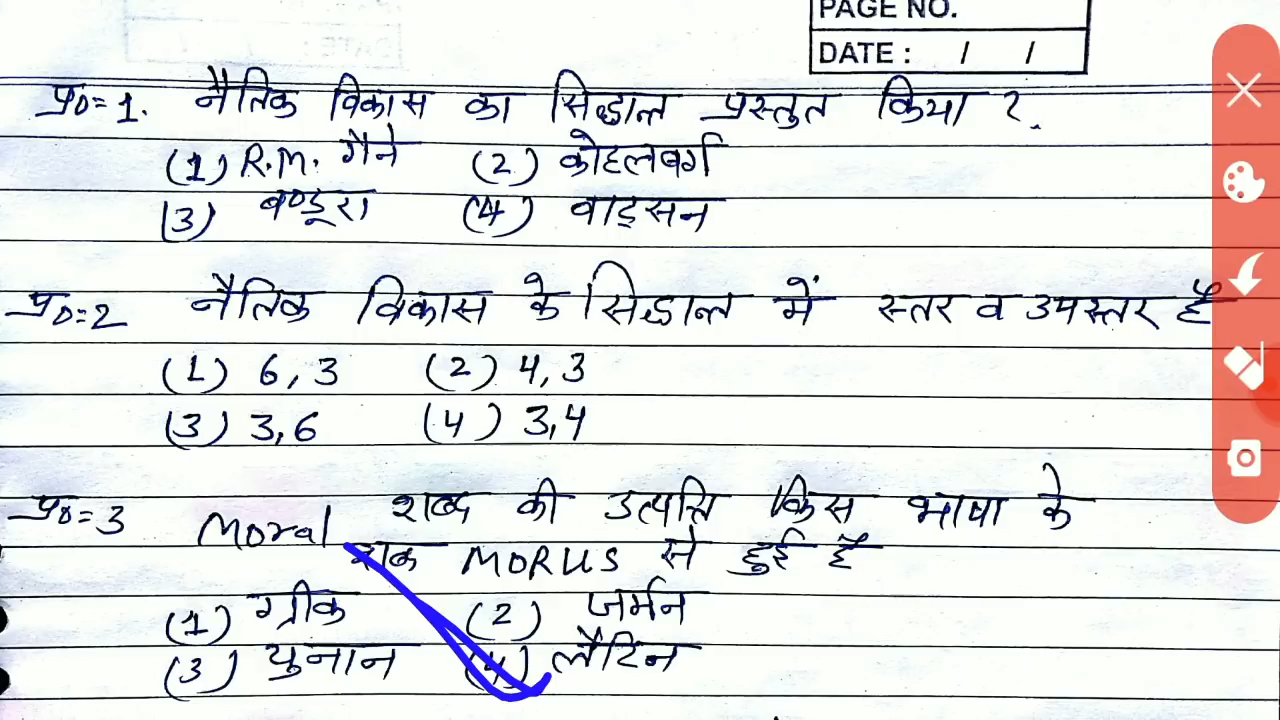 PAGE NO.
DATE : / /
प्र०=1. नैतिक विकास का सिद्धान्त प्रस्तुत किया ?
(1) R.M. गैने (2) कोहलबर्ग
(3) बण्डूरा (4) वाइसन
प्र०=2 नैतिक विकास के सिद्धान्त में स्तर व उपस्तर है
(1) 6, 3 (2) 4, 3
(3) 3, 6 (4) 3, 4
प्र०=3 Moral शब्द की उत्पत्ति किस भाषा के
शब्द MORUS से हुई है
(1) ग्रीक (2) जर्मन
(3) युनान (4) लैटिन